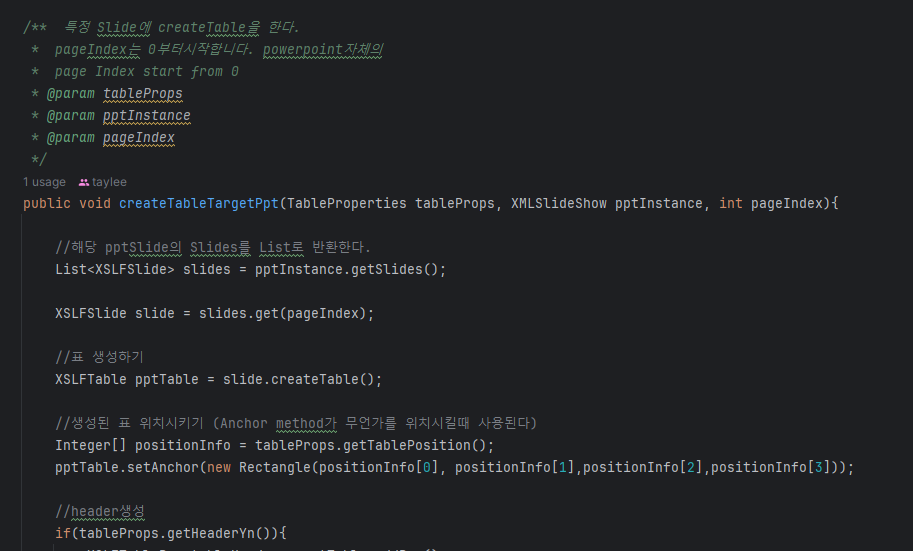 /**  특정 Slide에 createTable을 한다.
 *  pageIndex는 0부터시작합니다. powerpoint자체의
 *  page Index start from 0
 * @param tableProps
 * @param pptInstance
 * @param pageIndex
 */
1 usage  taylee
public void createTableTargetPpt(TableProperties tableProps, XMLSlideShow pptInstance, int pageIndex){
    //해당 pptSlide의 Slides를 List로 반환한다.
    List<XSLFSlide> slides = pptInstance.getSlides();
    XSLFSlide slide = slides.get(pageIndex);
    //표 생성하기
    XSLFTable pptTable = slide.createTable();
    //생성된 표 위치시키기 (Anchor method가 무언가를 위치시킬때 사용된다)
    Integer[] positionInfo = tableProps.getTablePosition();
    pptTable.setAnchor(new Rectangle(positionInfo[0], positionInfo[1],positionInfo[2],positionInfo[3]));
    //header생성
    if(tableProps.getHeaderYn()){